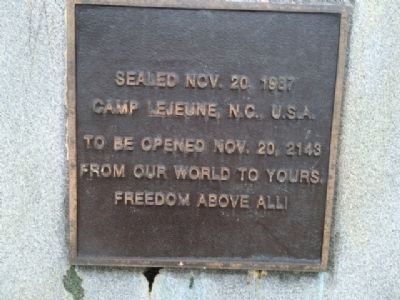 SEALED NOV. 20, 1987
CAMP LEJEUNE, N.C., U.S.A.
TO BE OPENED NOV. 20, 2143
FROM OUR WORLD TO YOURS.
FREEDOM ABOVE ALL!